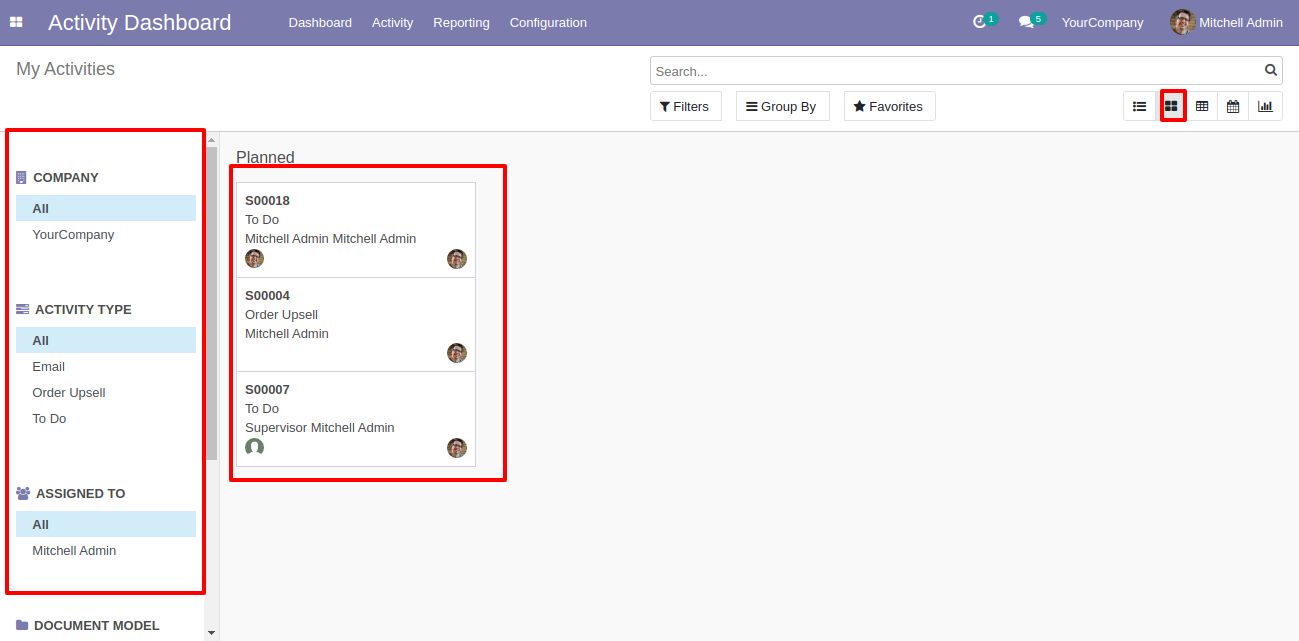 Activity Dashboard Dashboard Activity Reporting Configuration 1 5 YourCompany Mitchell Admin
My Activities
Search...
Filters Group By Favorites
COMPANY
All
YourCompany
ACTIVITY TYPE
All
Email
Order Upsell
To Do
ASSIGNED TO
All
Mitchell Admin
DOCUMENT MODEL
Planned
S00018
To Do
Mitchell Admin Mitchell Admin
S00004
Order Upsell
Mitchell Admin
S00007
To Do
Supervisor Mitchell Admin